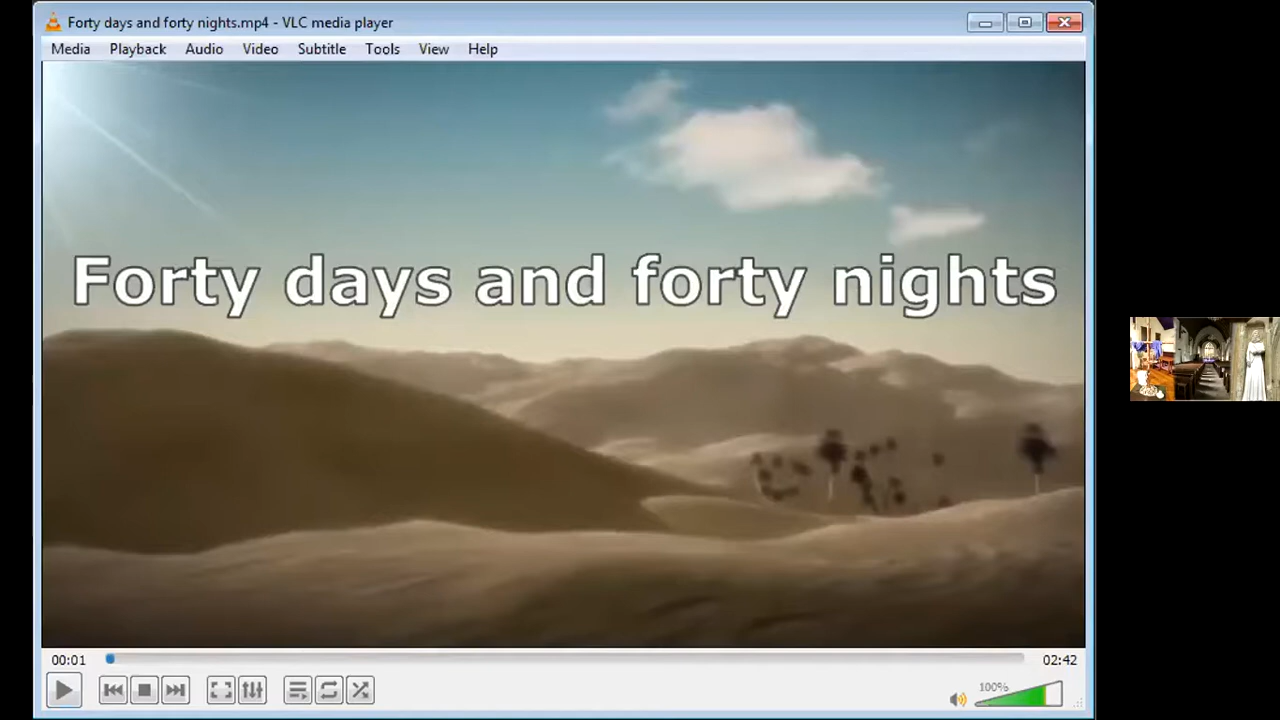 Forty days and forty nights.mp4 - VLC media player
Media Playback Audio Video Subtitle Tools View Help
Forty days and forty nights
00:01 02:42
100%